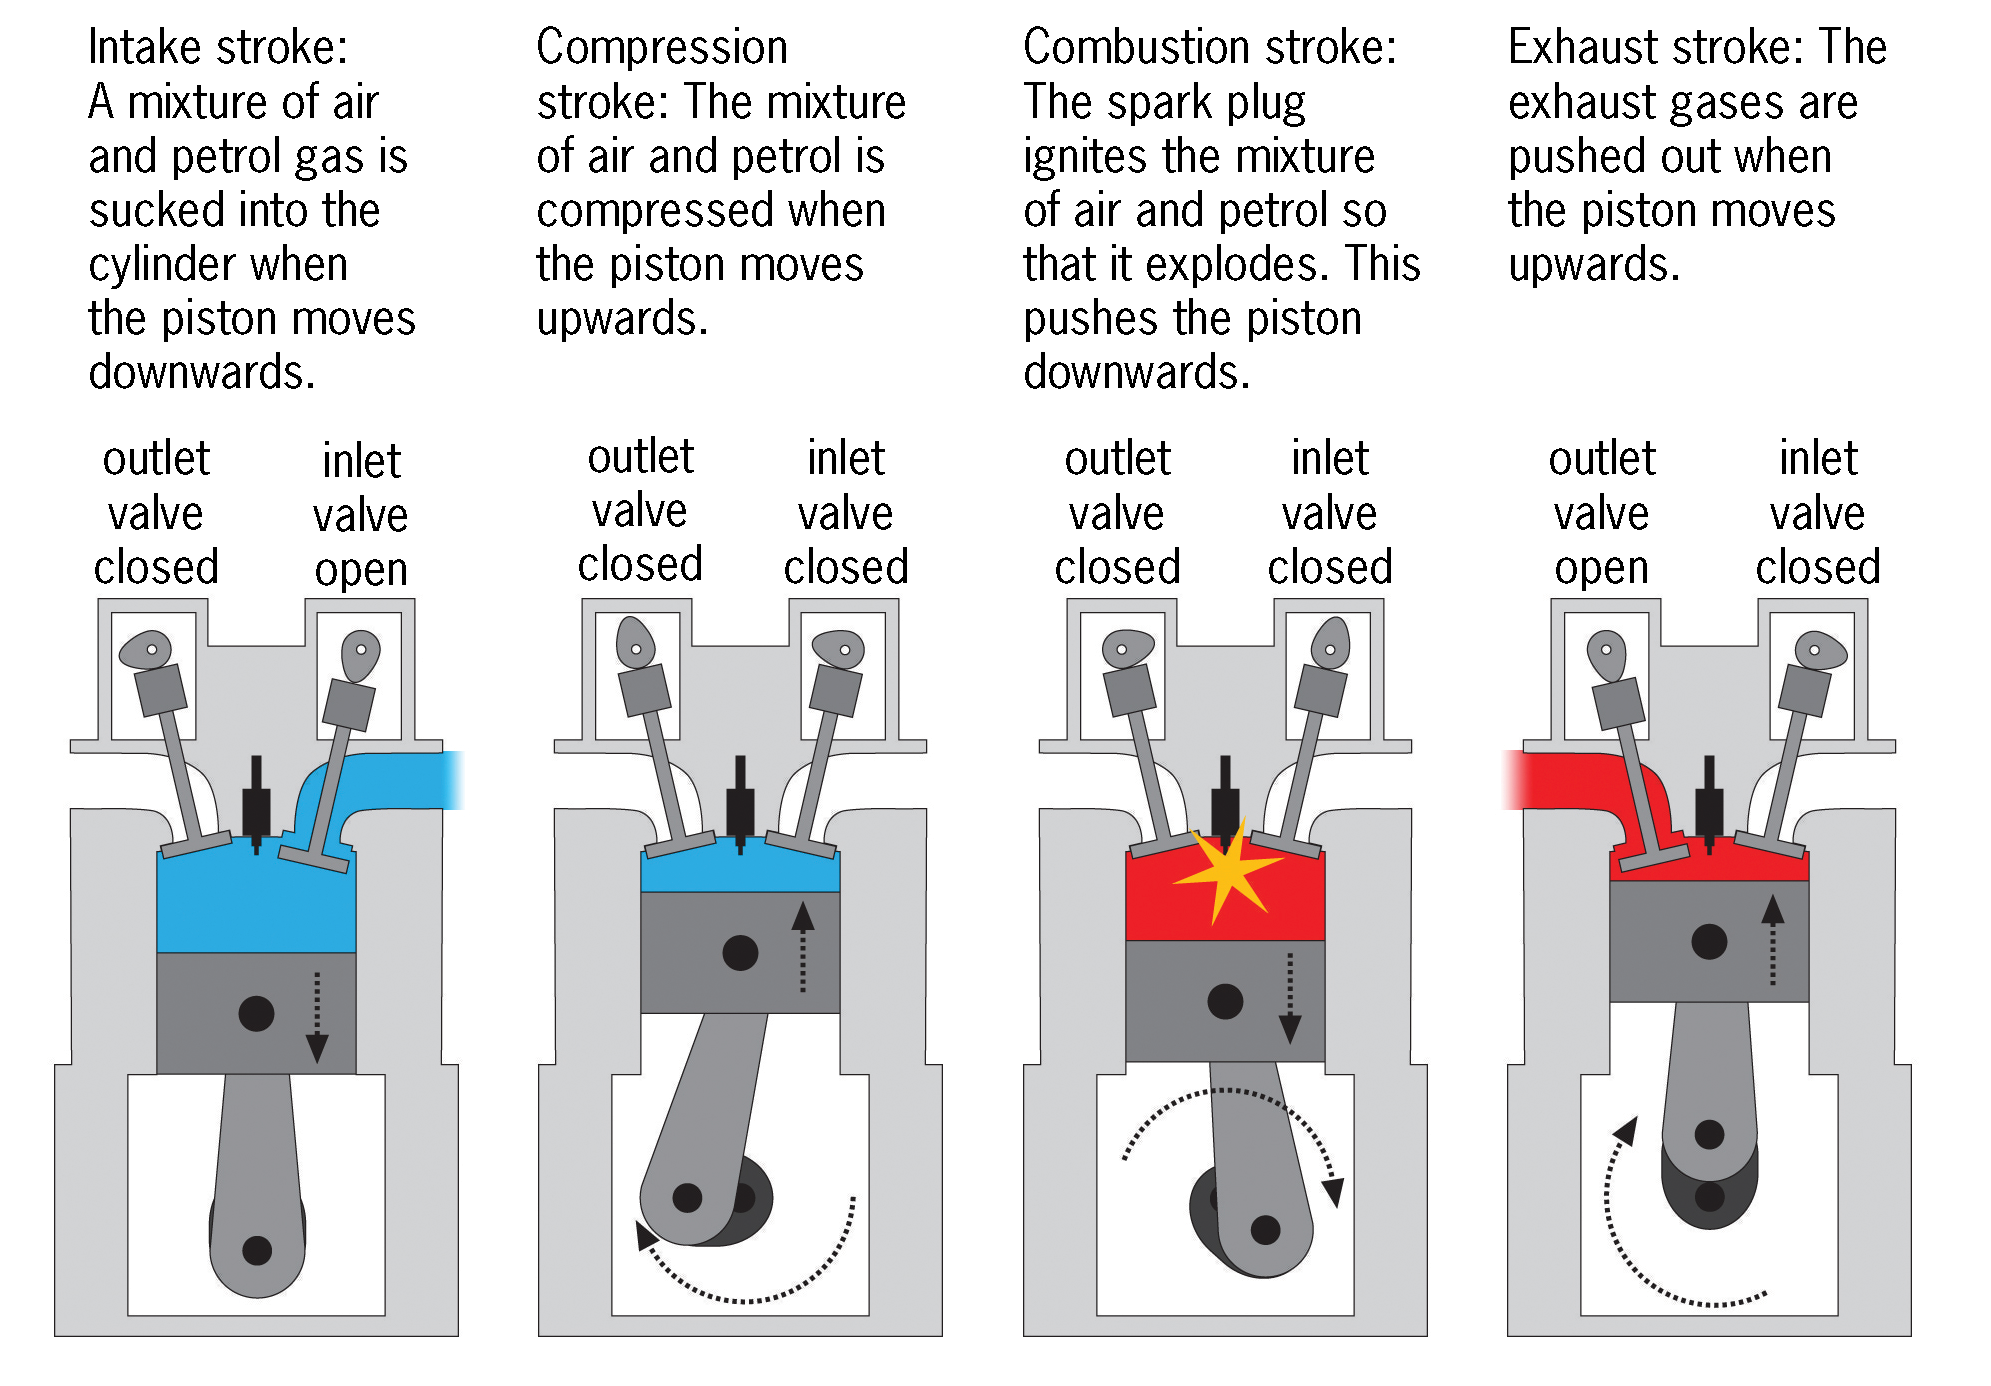 Intake stroke:
A mixture of air
and petrol gas is
sucked into the
cylinder when
the piston moves
downwards.
Compression
stroke: The mixture
of air and petrol is
compressed when
the piston moves
upwards.
Combustion stroke:
The spark plug
ignites the mixture
of air and petrol so
that it explodes. This
pushes the piston
downwards.
Exhaust stroke: The
exhaust gases are
pushed out when
the piston moves
upwards.
outlet
valve
closed
inlet
valve
open
outlet
valve
closed
inlet
valve
closed
outlet
valve
closed
inlet
valve
closed
outlet
valve
open
inlet
valve
closed